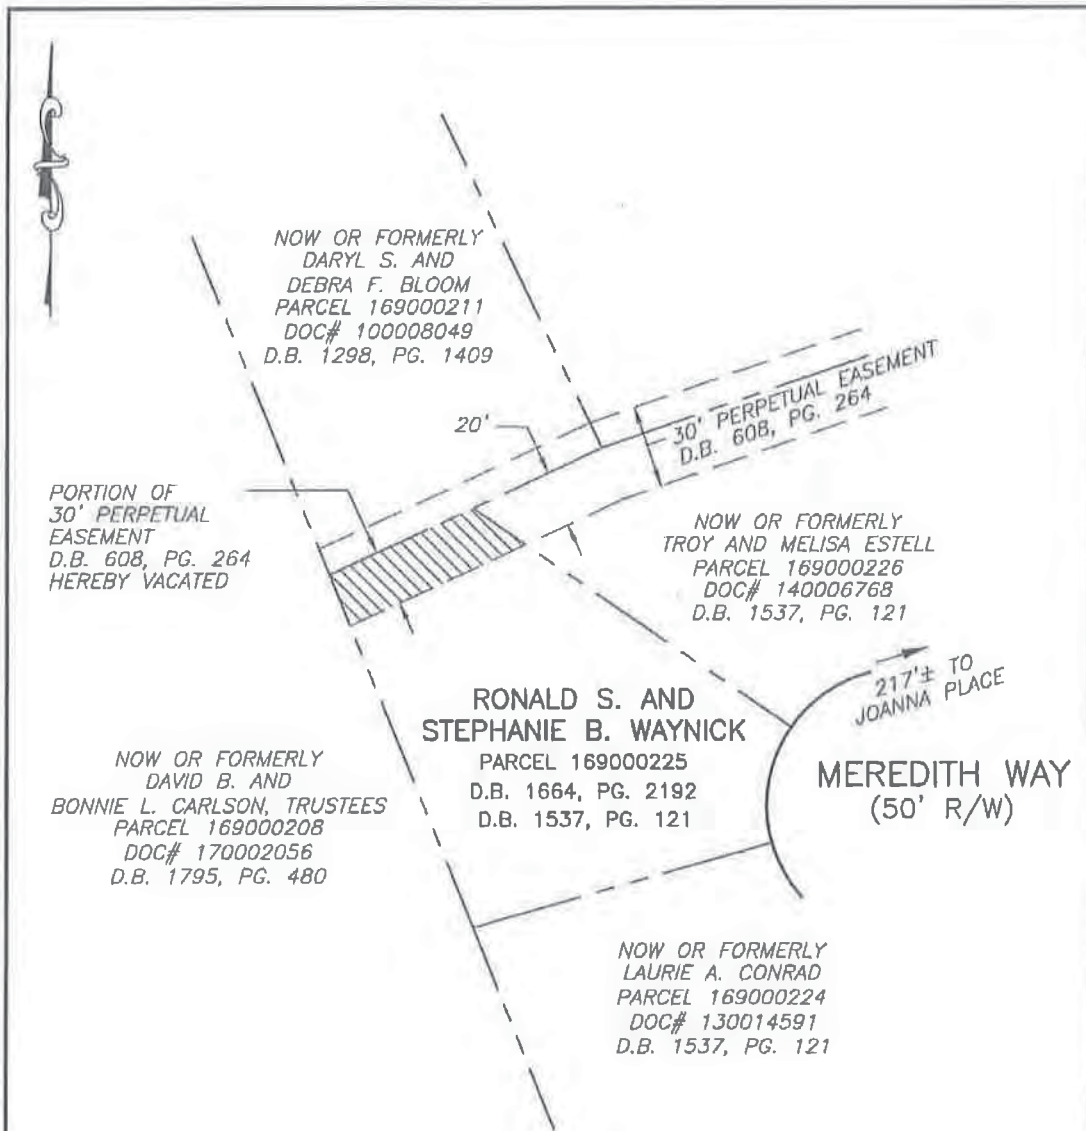 NOW OR FORMERLY
DARYL S. AND
DEBRA F. BLOOM
PARCEL 169000211
DOC# 100008049
D.B. 1298, PG. 1409
20'
30' PERPETUAL EASEMENT
D.B. 608, PG. 264
PORTION OF
30' PERPETUAL
EASEMENT
D.B. 608, PG. 264
HEREBY VACATED
NOW OR FORMERLY
TROY AND MELISA ESTELL
PARCEL 169000226
DOC# 140006768
D.B. 1537, PG. 121
217'± TO
JOANNA PLACE
RONALD S. AND
STEPHANIE B. WAYNICK
PARCEL 169000225
D.B. 1664, PG. 2192
D.B. 1537, PG. 121
MEREDITH WAY
(50' R/W)
NOW OR FORMERLY
DAVID B. AND
BONNIE L. CARLSON, TRUSTEES
PARCEL 169000208
DOC# 170002056
D.B. 1795, PG. 480
NOW OR FORMERLY
LAURIE A. CONRAD
PARCEL 169000224
DOC# 130014591
D.B. 1537, PG. 121